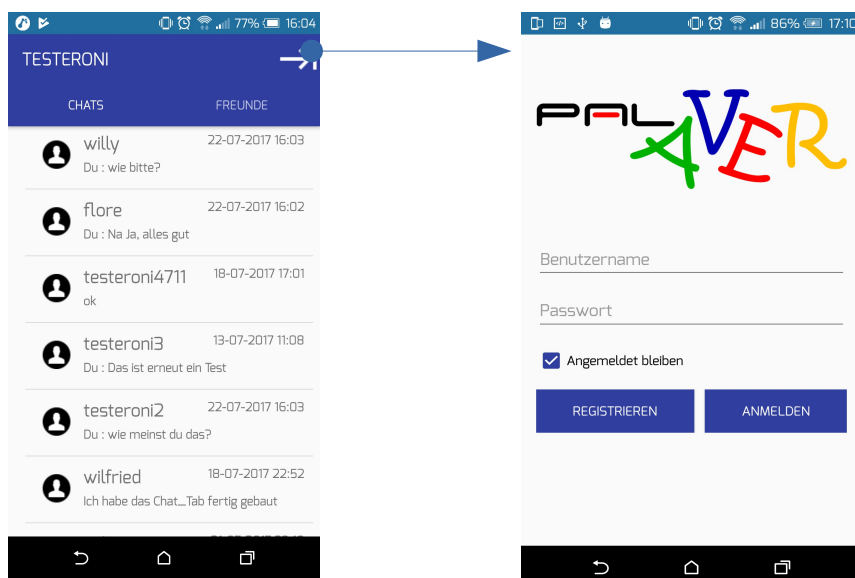 77% 16:04
TESTERONI
CHATS FREUNDE
willy 22-07-2017 16:03
Du : wie bitte?
flore 22-07-2017 16:02
Du : Na Ja, alles gut
testeroni4711 18-07-2017 17:01
ok
testeroni3 13-07-2017 11:08
Du : Das ist erneut ein Test
testeroni2 22-07-2017 16:03
Du : wie meinst du das?
wilfried 18-07-2017 22:52
Ich habe das Chat_Tab fertig gebaut
86% 17:10
PALAVER
Benutzername
Passwort
Angemeldet bleiben
REGISTRIEREN ANMELDEN